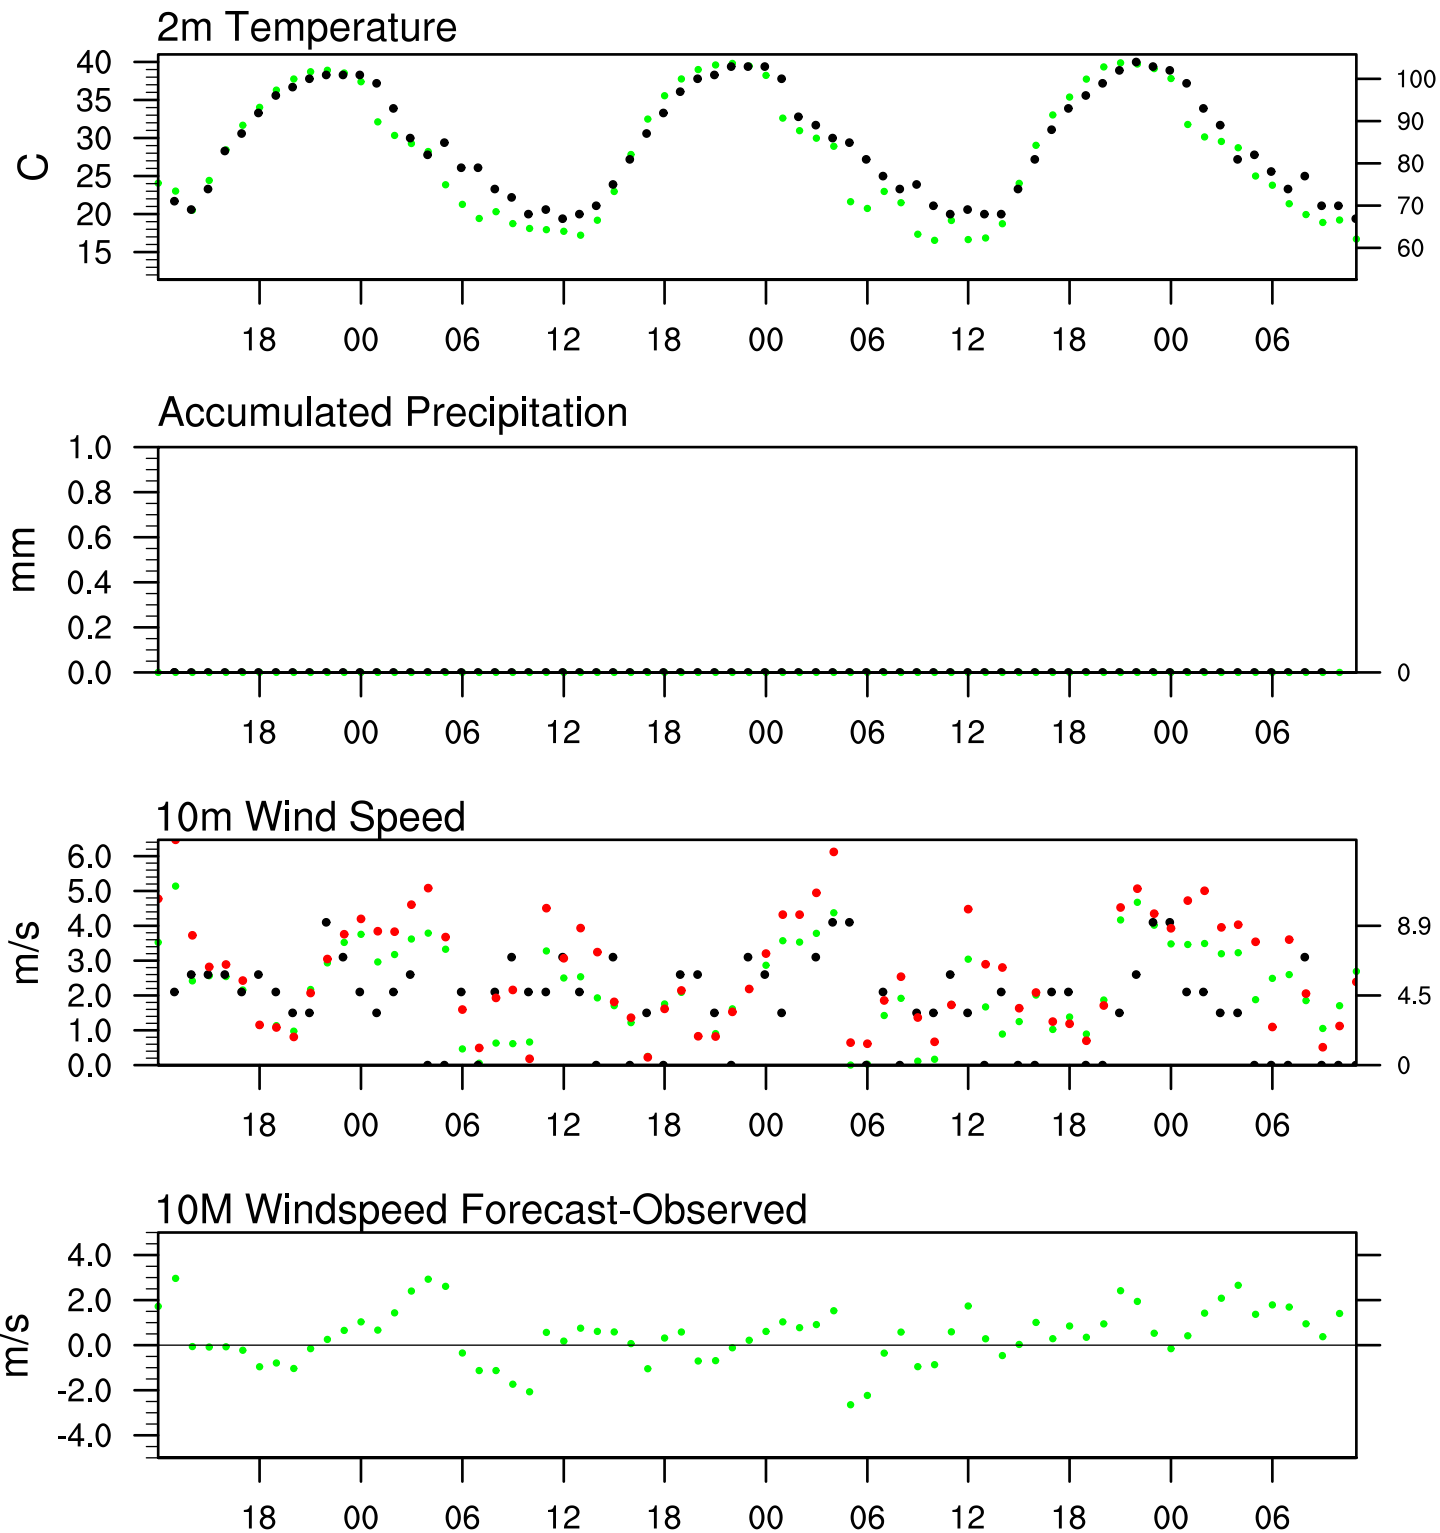 2m Temperature
40
35
30
25
20
15
C
100
90
80
70
60
18 00 06 12 18 00 06 12 18 00 06
Accumulated Precipitation
1.0
0.8
0.6
0.4
0.2
0.0
mm
0
18 00 06 12 18 00 06 12 18 00 06
10m Wind Speed
6.0
5.0
4.0
3.0
2.0
1.0
0.0
m/s
8.9
4.5
0
18 00 06 12 18 00 06 12 18 00 06
10M Windspeed Forecast-Observed
4.0
2.0
0.0
-2.0
-4.0
m/s
18 00 06 12 18 00 06 12 18 00 06